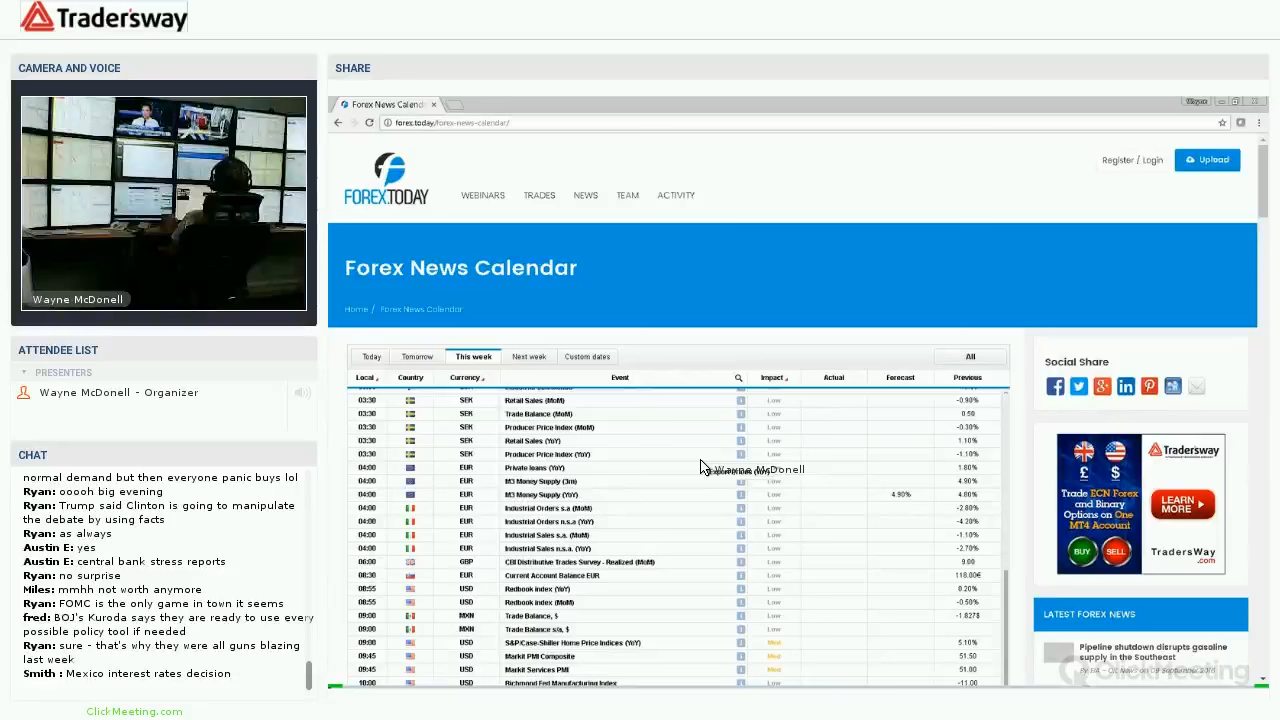 Tradersway
CAMERA AND VOICE
Wayne McDonell
ATTENDEE LIST
PRESENTERS
Wayne McDonell - Organizer
CHAT
normal demand but then everyone panic buys lol
Ryan: ooooh big evening
Ryan: Trump said Clinton is going to manipulate
the debate by using facts
Ryan: as always
Austin E: yes
Austin E: central bank stress reports
Ryan: no surprise
Miles: mmhh not worth anymore
Ryan: FOMC is the only game in town it seems
fred: BOJ: Kuroda says they are ready to use every
possible policy tool if needed
Ryan: sure - that's why they were all guns blazing
last week
Smith : Mexico interest rates decision
ClickMeeting.com
SHARE
Forex News Calend
Wayne
forex.today/forex-news-calendar/
FOREX.TODAY
WEBINARS TRADES NEWS TEAM ACTIVITY
Register / Login Upload
Forex News Calendar
Home / Forex News Calendar
Today Tomorrow This week Next week Custom dates All
Local Country Currency Event Impact Actual Forecast Previous
03:30 SEK Retail Sales (MoM) Low -0.90%
03:30 SEK Trade Balance (MoM) Low 0.50
03:30 SEK Producer Price Index (MoM) Low -0.30%
03:30 SEK Retail Sales (YoY) Low 1.10%
03:30 SEK Producer Price Index (YoY) Low -1.10%
04:00 EUR Private loans (YoY) Low 1.80%
Wayne McDonell
04:00 EUR M3 Money Supply (3m) Low 4.90%
04:00 EUR M3 Money Supply (YoY) Low 4.90% 4.80%
04:00 EUR Industrial Orders s.a (MoM) Low -2.80%
04:00 EUR Industrial Orders n.s.a (YoY) Low -4.20%
04:00 EUR Industrial Sales s.a. (MoM) Low -1.10%
04:00 EUR Industrial Sales n.s.a. (YoY) Low -2.70%
06:00 GBP CBI Distributive Trades Survey - Realized (MoM) Low 9.00
08:30 EUR Current Account Balance EUR Low 118.00€
08:55 USD Redbook index (YoY) Low 0.20%
08:55 USD Redbook index (MoM) Low -0.50%
09:00 MXN Trade Balance, $ Low -1.827$
09:00 MXN Trade Balance s/a, $ Low
09:00 USD S&P/Case-Shiller Home Price Indices (YoY) Med 5.10%
09:45 USD Markit PMI Composite Med 51.50
09:45 USD Markit Services PMI Med 51.00
10:00 USD Richmond Fed Manufacturing Index Low -11.00
Social Share
Tradersway
Trade ECN Forex
and Binary
Options on One
MT4 Account
LEARN
MORE
BUY SELL
TradersWay
.com
LATEST FOREX NEWS
Pipeline shutdown disrupts gasoline
supply in the Southeast
ClickMeeting